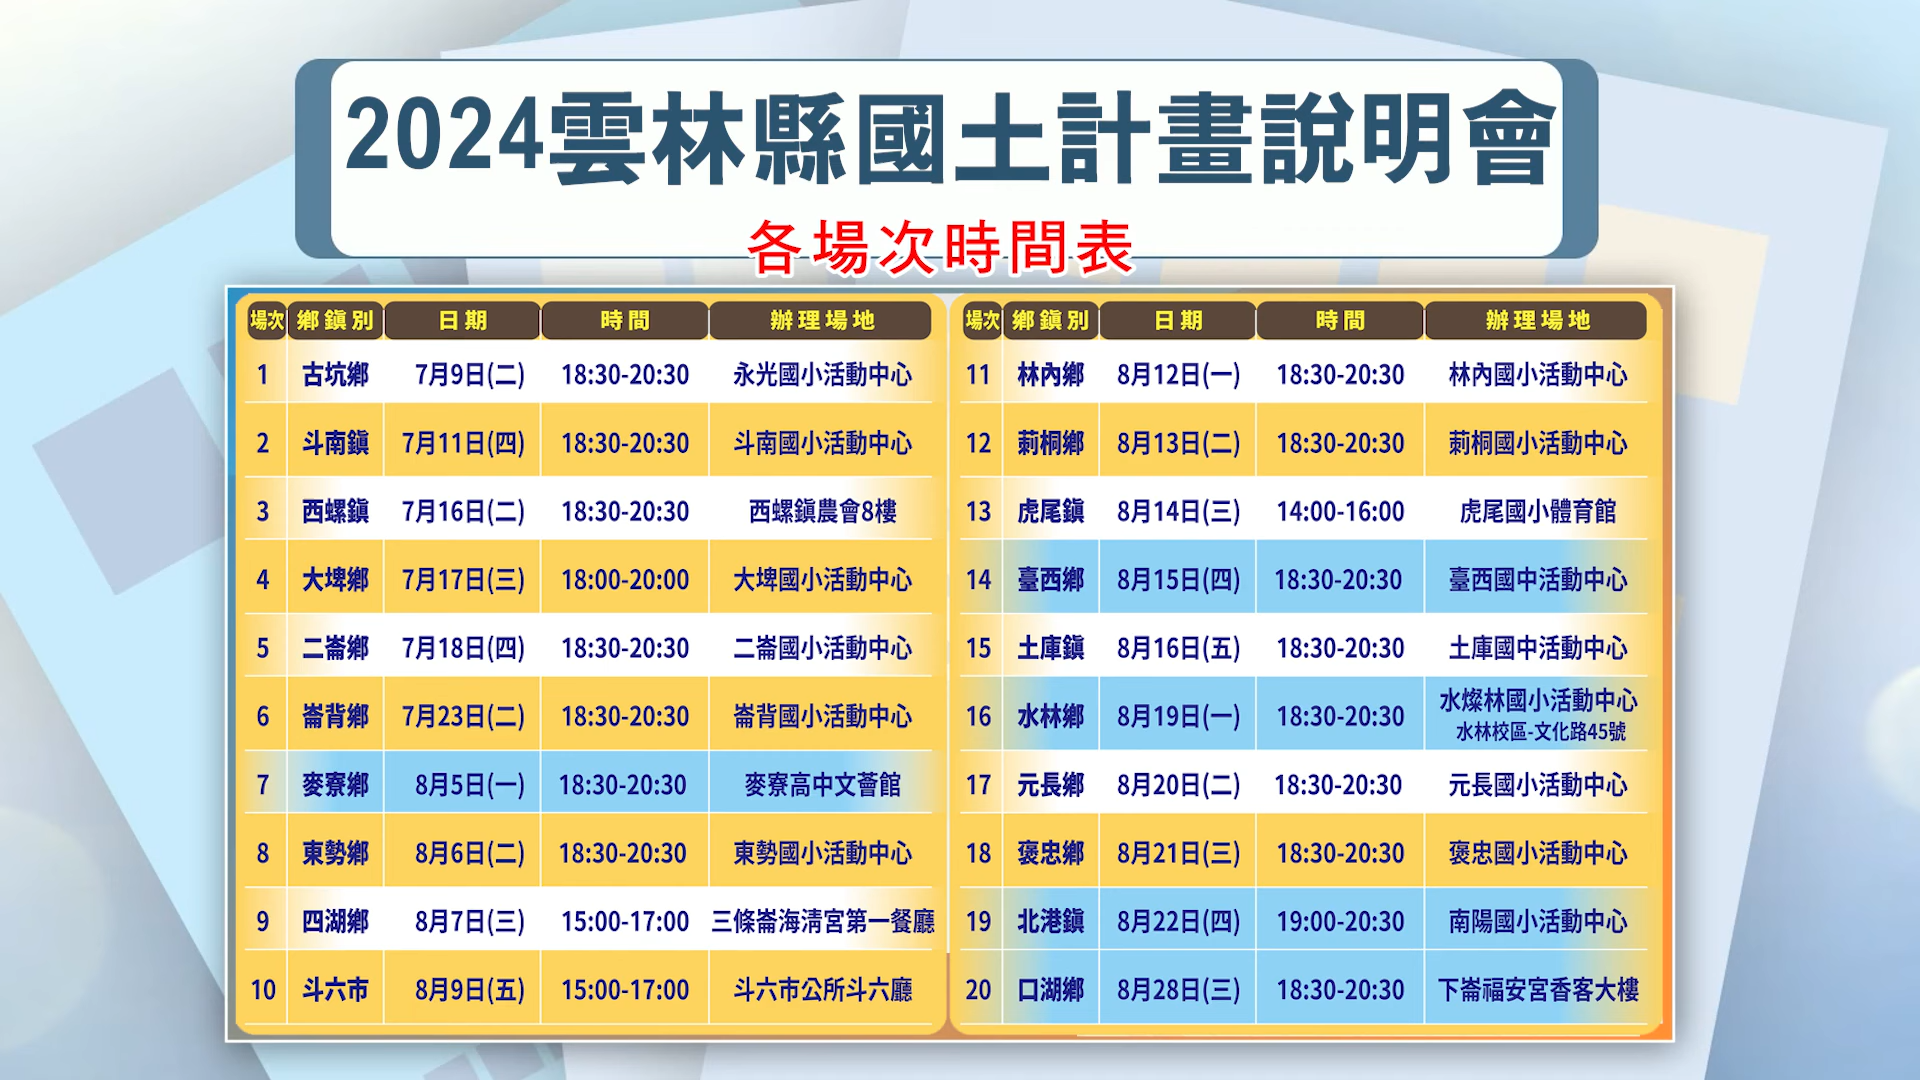 2024雲林縣國土計畫說明會
各場次時間表
場次 鄉鎮別 日期 時間 辦理場地
1 古坑鄉 7月9日(二) 18:30-20:30 永光國小活動中心
2 斗南鎮 7月11日(四) 18:30-20:30 斗南國小活動中心
3 西螺鎮 7月16日(二) 18:30-20:30 西螺鎮農會8樓
4 大埤鄉 7月17日(三) 18:00-20:00 大埤國小活動中心
5 二崙鄉 7月18日(四) 18:30-20:30 二崙國小活動中心
6 崙背鄉 7月23日(二) 18:30-20:30 崙背國小活動中心
7 麥寮鄉 8月5日(一) 18:30-20:30 麥寮高中文薈館
8 東勢鄉 8月6日(二) 18:30-20:30 東勢國小活動中心
9 四湖鄉 8月7日(三) 15:00-17:00 三條崙海清宮第一餐廳
10 斗六市 8月9日(五) 15:00-17:00 斗六市公所斗六廳
場次 鄉鎮別 日期 時間 辦理場地
11 林內鄉 8月12日(一) 18:30-20:30 林內國小活動中心
12 莿桐鄉 8月13日(二) 18:30-20:30 莿桐國小活動中心
13 虎尾鎮 8月14日(三) 14:00-16:00 虎尾國小體育館
14 臺西鄉 8月15日(四) 18:30-20:30 臺西國中活動中心
15 土庫鎮 8月16日(五) 18:30-20:30 土庫國中活動中心
16 水林鄉 8月19日(一) 18:30-20:30 水燦林國小活動中心
水林校區-文化路45號
17 元長鄉 8月20日(二) 18:30-20:30 元長國小活動中心
18 褒忠鄉 8月21日(三) 18:30-20:30 褒忠國小活動中心
19 北港鎮 8月22日(四) 19:00-20:30 南陽國小活動中心
20 口湖鄉 8月28日(三) 18:30-20:30 下崙福安宮香客大樓